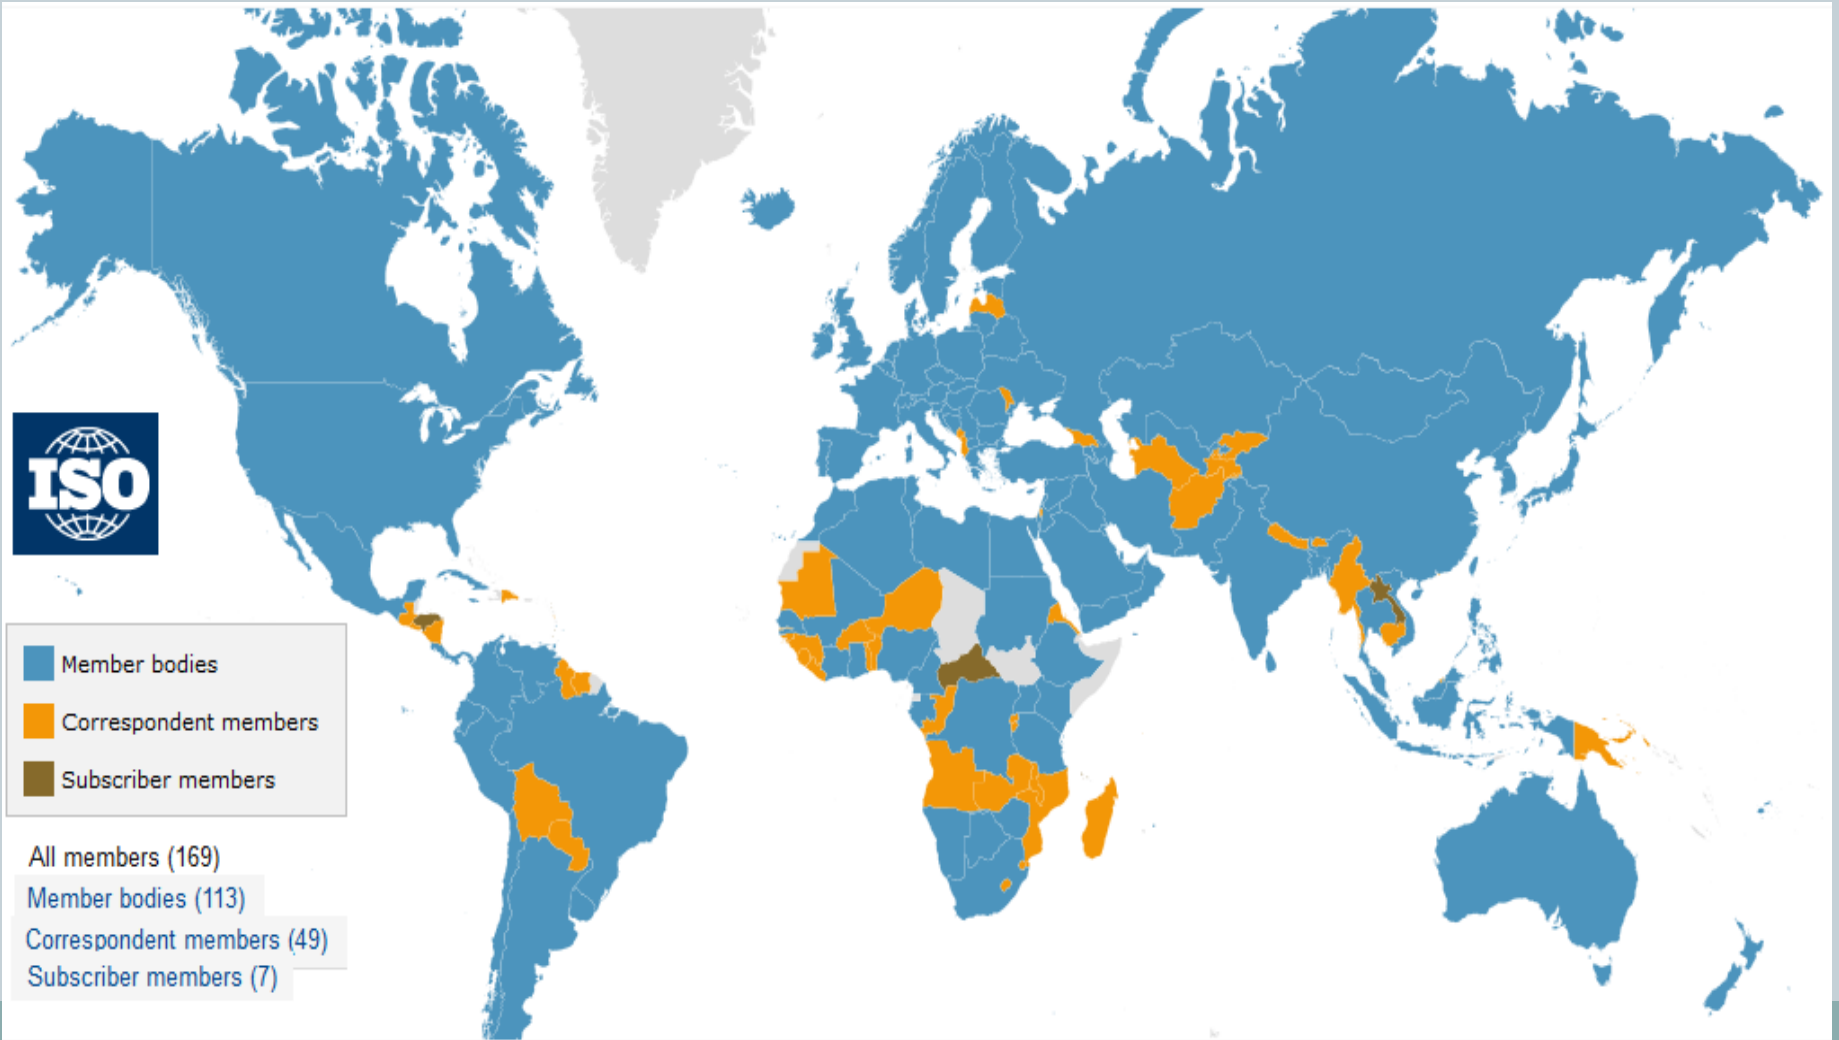 ISO
Member bodies
Correspondent members
Subscriber members
All members (169)
Member bodies (113)
Correspondent members (49)
Subscriber members (7)